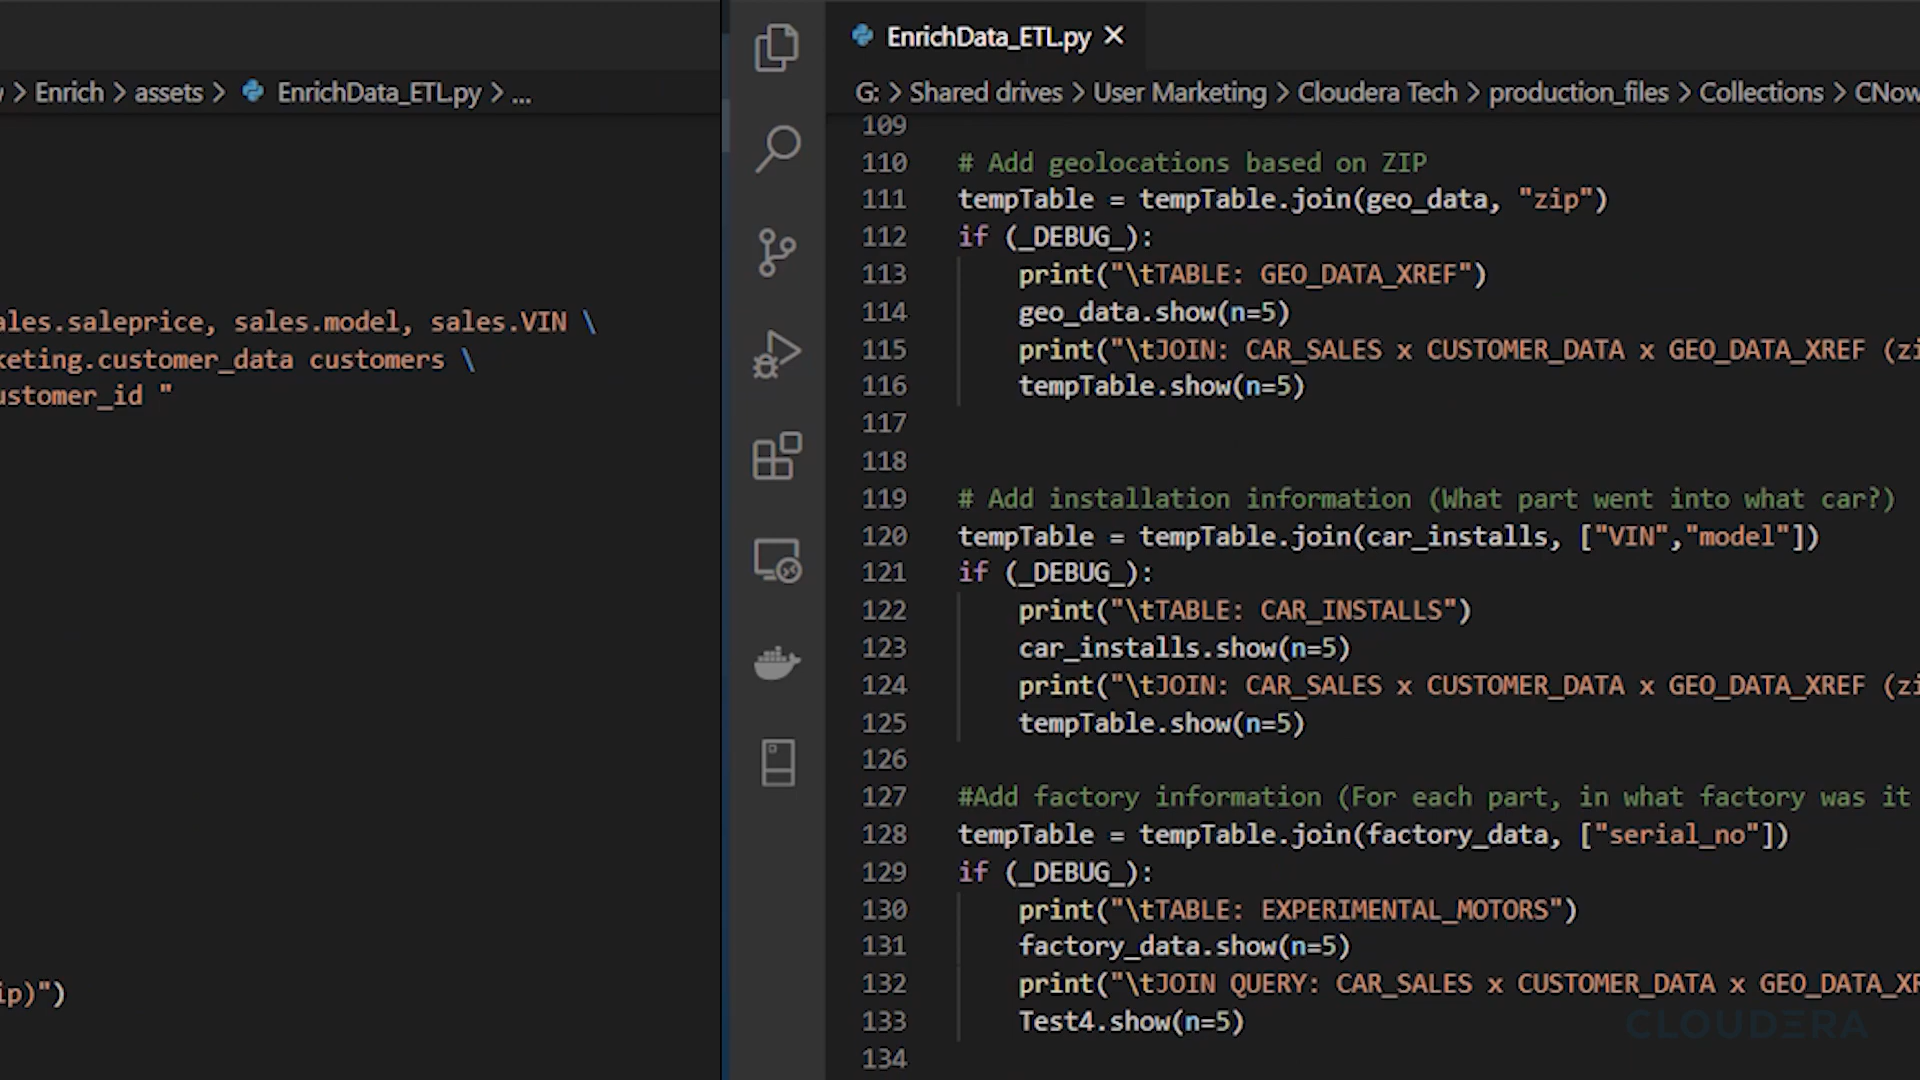 > Enrich > assets > EnrichData_ETL.py > ...
ales.saleprice, sales.model, sales.VIN \
keting.customer_data customers \
ustomer_id "
ip)")
EnrichData_ETL.py ×
G: > Shared drives > User Marketing > Cloudera Tech > production_files > Collections > CNow
109
110 # Add geolocations based on ZIP
111 tempTable = tempTable.join(geo_data, "zip")
112 if (_DEBUG_):
113 print("\tTABLE: GEO_DATA_XREF")
114 geo_data.show(n=5)
115 print("\tJOIN: CAR_SALES x CUSTOMER_DATA x GEO_DATA_XREF (zi
116 tempTable.show(n=5)
117
118
119 # Add installation information (What part went into what car?)
120 tempTable = tempTable.join(car_installs, ["VIN","model"])
121 if (_DEBUG_):
122 print("\tTABLE: CAR_INSTALLS")
123 car_installs.show(n=5)
124 print("\tJOIN: CAR_SALES x CUSTOMER_DATA x GEO_DATA_XREF (zi
125 tempTable.show(n=5)
126
127 #Add factory information (For each part, in what factory was it
128 tempTable = tempTable.join(factory_data, ["serial_no"])
129 if (_DEBUG_):
130 print("\tTABLE: EXPERIMENTAL_MOTORS")
131 factory_data.show(n=5)
132 print("\tJOIN QUERY: CAR_SALES x CUSTOMER_DATA x GEO_DATA_XR
133 Test4.show(n=5)
134
CLOUDERA